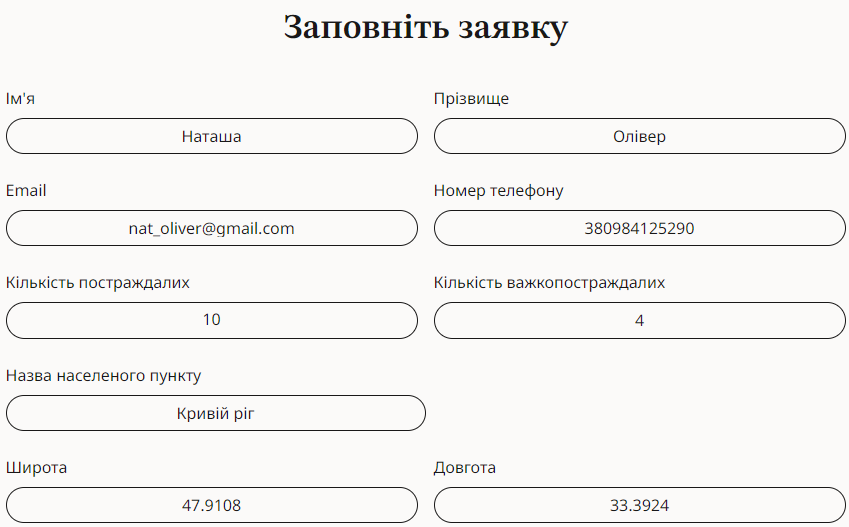 Заповніть заявку
Ім'я
Прізвище
Наташа
Олівер
Email
Номер телефону
nat_oliver@gmail.com
380984125290
Кількість постраждалих
Кількість важкопостраждалих
10
4
Назва населеного пункту
Кривій ріг
Широта
Довгота
47.9108
33.3924